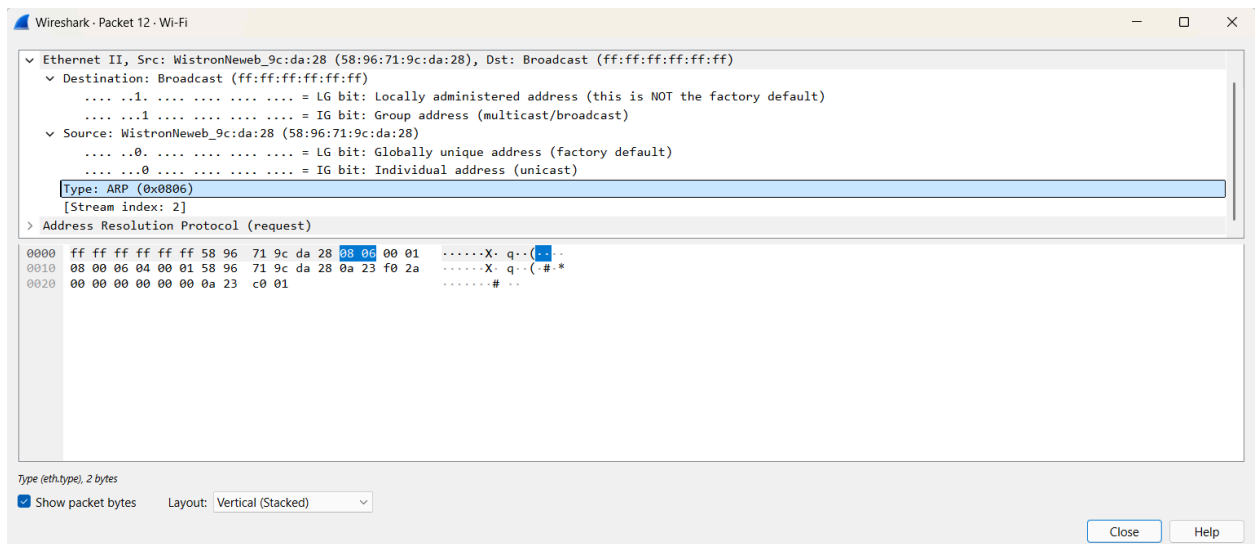 Wireshark · Packet 12 · Wi-Fi
Ethernet II, Src: WistronNeweb_9c:da:28 (58:96:71:9c:da:28), Dst: Broadcast (ff:ff:ff:ff:ff:ff)
Destination: Broadcast (ff:ff:ff:ff:ff:ff)
.... ..1. .... .... .... .... = LG bit: Locally administered address (this is NOT the factory default)
.... ...1 .... .... .... .... = IG bit: Group address (multicast/broadcast)
Source: WistronNeweb_9c:da:28 (58:96:71:9c:da:28)
.... ..0. .... .... .... .... = LG bit: Globally unique address (factory default)
.... ...0 .... .... .... .... = IG bit: Individual address (unicast)
Type: ARP (0x0806)
[Stream index: 2]
Address Resolution Protocol (request)
0000 ff ff ff ff ff ff 58 96 71 9c da 28 08 06 00 01 ······X· q··(····
0010 08 00 06 04 00 01 58 96 71 9c da 28 0a 23 f0 2a ······X· q··(·#·*
0020 00 00 00 00 00 00 0a 23 c0 01 ·······# ··
Type (eth.type), 2 bytes
Show packet bytes Layout: Vertical (Stacked)
Close Help